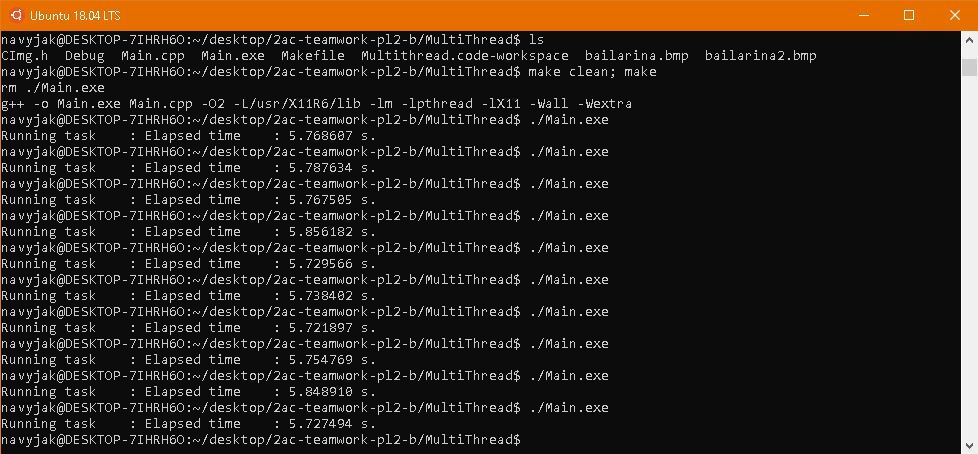 Ubuntu 18.04 LTS
navyjak@DESKTOP-7IHRH6O:~/desktop/2ac-teamwork-pl2-b/MultiThread$ ls
CImg.h  Debug  Main.cpp  Main.exe  Makefile  Multithread.code-workspace  bailarina.bmp  bailarina2.bmp
navyjak@DESKTOP-7IHRH6O:~/desktop/2ac-teamwork-pl2-b/MultiThread$ make clean; make
rm ./Main.exe
g++ -o Main.exe Main.cpp -O2 -L/usr/X11R6/lib -lm -lpthread -lX11 -Wall -Wextra
navyjak@DESKTOP-7IHRH6O:~/desktop/2ac-teamwork-pl2-b/MultiThread$ ./Main.exe
Running task    : Elapsed time    : 5.768607 s.
navyjak@DESKTOP-7IHRH6O:~/desktop/2ac-teamwork-pl2-b/MultiThread$ ./Main.exe
Running task    : Elapsed time    : 5.787634 s.
navyjak@DESKTOP-7IHRH6O:~/desktop/2ac-teamwork-pl2-b/MultiThread$ ./Main.exe
Running task    : Elapsed time    : 5.767505 s.
navyjak@DESKTOP-7IHRH6O:~/desktop/2ac-teamwork-pl2-b/MultiThread$ ./Main.exe
Running task    : Elapsed time    : 5.856182 s.
navyjak@DESKTOP-7IHRH6O:~/desktop/2ac-teamwork-pl2-b/MultiThread$ ./Main.exe
Running task    : Elapsed time    : 5.729566 s.
navyjak@DESKTOP-7IHRH6O:~/desktop/2ac-teamwork-pl2-b/MultiThread$ ./Main.exe
Running task    : Elapsed time    : 5.738402 s.
navyjak@DESKTOP-7IHRH6O:~/desktop/2ac-teamwork-pl2-b/MultiThread$ ./Main.exe
Running task    : Elapsed time    : 5.721897 s.
navyjak@DESKTOP-7IHRH6O:~/desktop/2ac-teamwork-pl2-b/MultiThread$ ./Main.exe
Running task    : Elapsed time    : 5.754769 s.
navyjak@DESKTOP-7IHRH6O:~/desktop/2ac-teamwork-pl2-b/MultiThread$ ./Main.exe
Running task    : Elapsed time    : 5.848910 s.
navyjak@DESKTOP-7IHRH6O:~/desktop/2ac-teamwork-pl2-b/MultiThread$ ./Main.exe
Running task    : Elapsed time    : 5.727494 s.
navyjak@DESKTOP-7IHRH6O:~/desktop/2ac-teamwork-pl2-b/MultiThread$